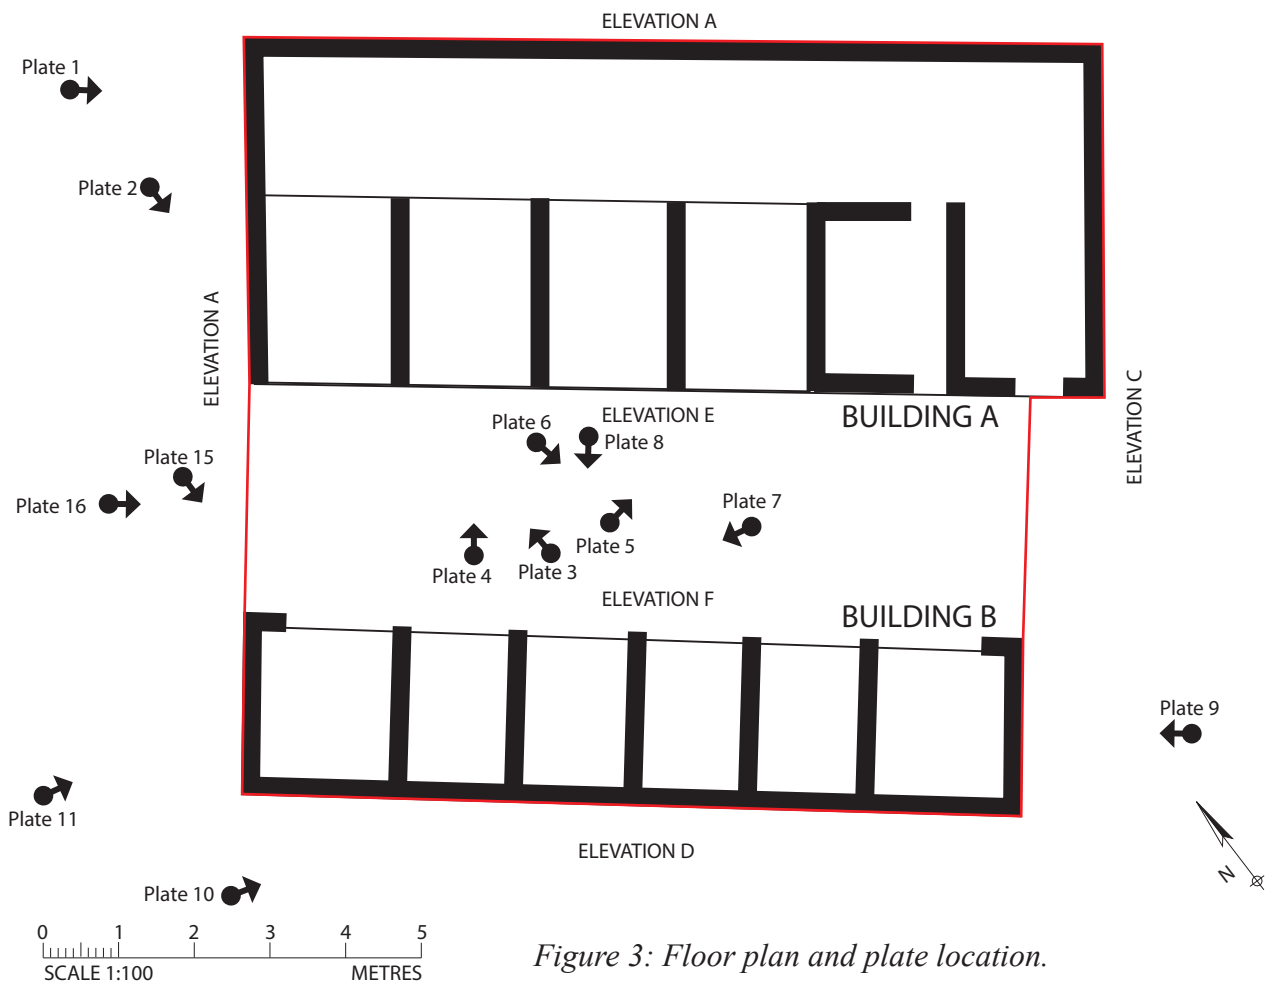 ELEVATION A
Plate 1
Plate 2
ELEVATION A
ELEVATION C
Plate 6
ELEVATION E
BUILDING A
Plate 8
Plate 15
Plate 16
Plate 7
Plate 5
Plate 3
Plate 4
ELEVATION F
BUILDING B
Plate 9
Plate 11
ELEVATION D
N
Plate 10
0 1 2 3 4 5
SCALE 1:100 METRES
Figure 3: Floor plan and plate location.